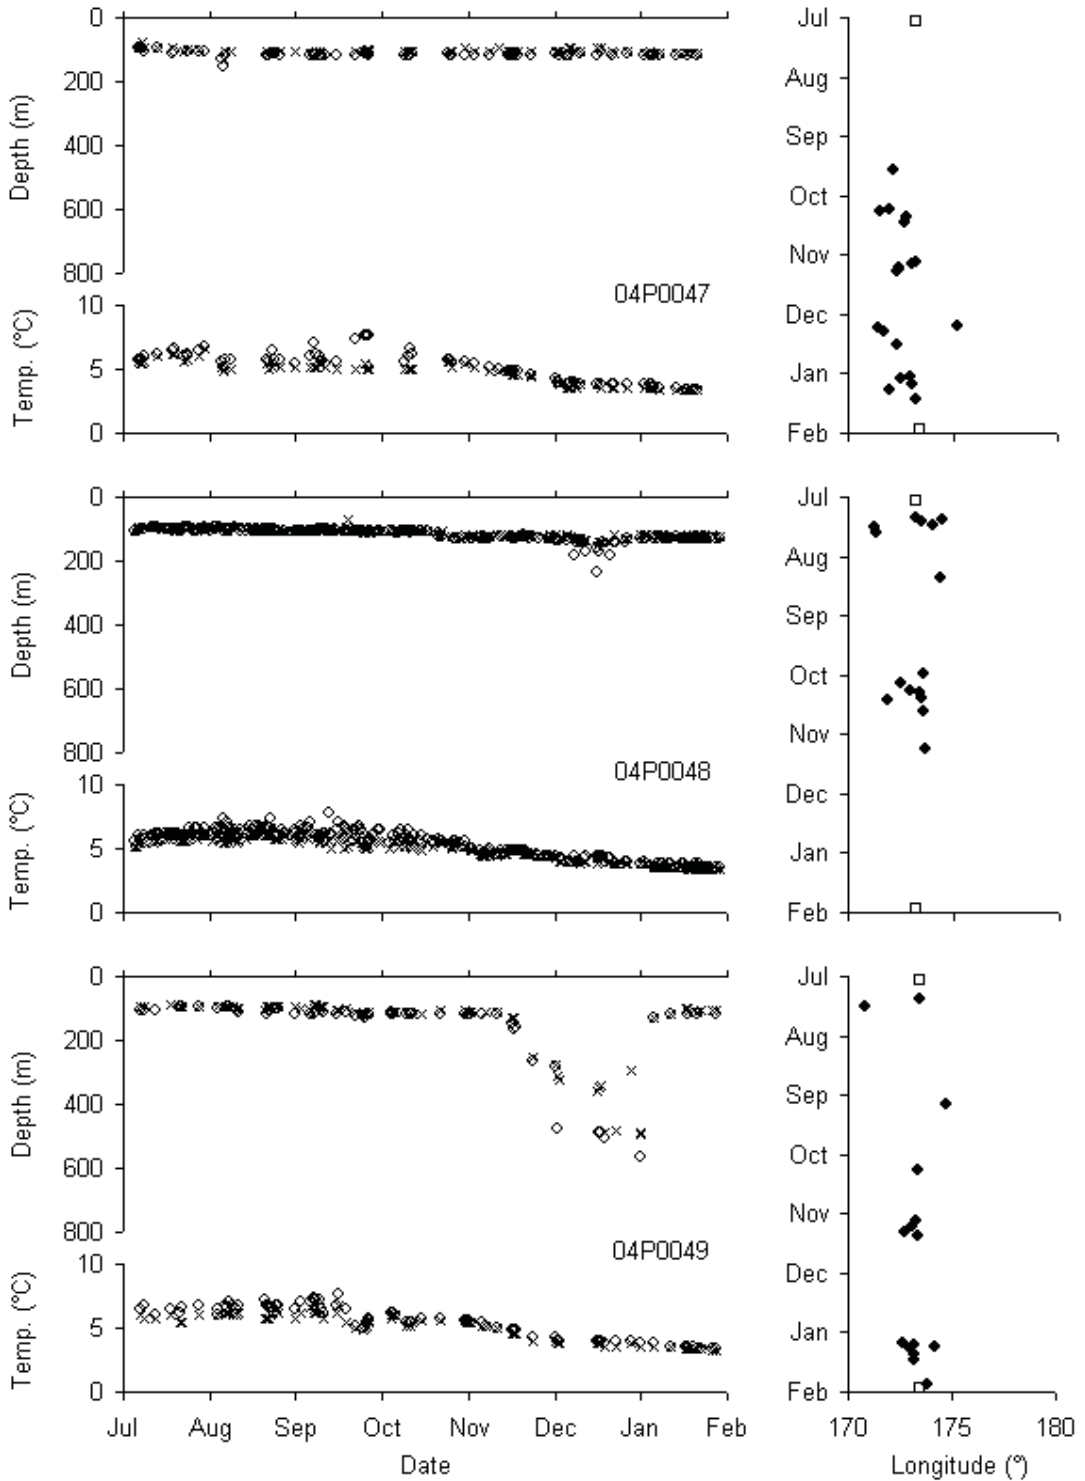 0
200
400
600
800
Depth (m)
04P0047
10
5
0
Temp. (°C)
Jul
Aug
Sep
Oct
Nov
Dec
Jan
Feb
0
200
400
600
800
Depth (m)
04P0048
10
5
0
Temp. (°C)
Jul
Aug
Sep
Oct
Nov
Dec
Jan
Feb
0
200
400
600
800
Depth (m)
04P0049
10
5
0
Temp. (°C)
Jul Aug Sep Oct Nov Dec Jan Feb
Date
Jul
Aug
Sep
Oct
Nov
Dec
Jan
Feb
170 175 180
Longitude (°)